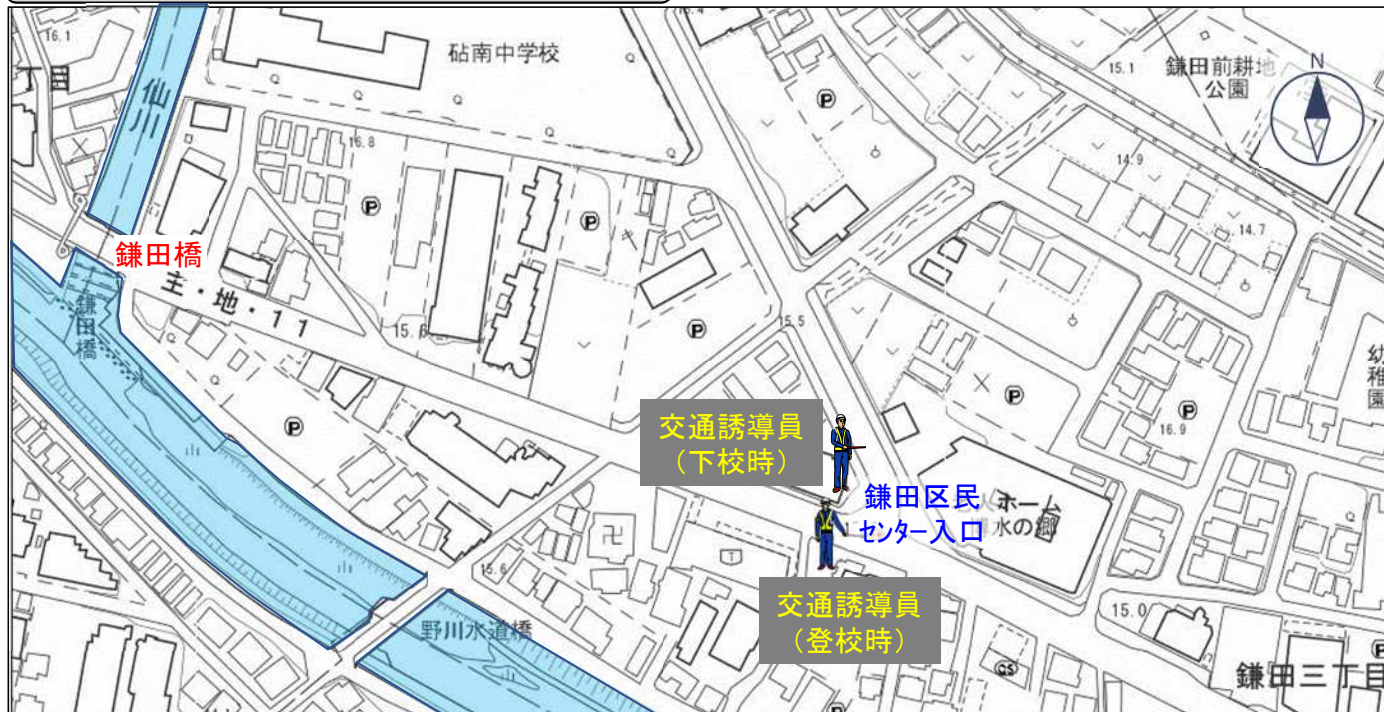 16.1
砧南中学校
15.1
鎌田前耕地
公園
N
仙川
16.8
P
P
P
14.9
14.7
鎌田橋
主・地・11
鎌田橋
15.6
P
15.5
P
P
P
16.9
幼稚園
交通誘導員
(下校時)
鎌田区民
センター入口
ホーム
水の郷
15.6
交通誘導員
(登校時)
15.0
野川水道橋
GS
P
鎌田三丁目
P